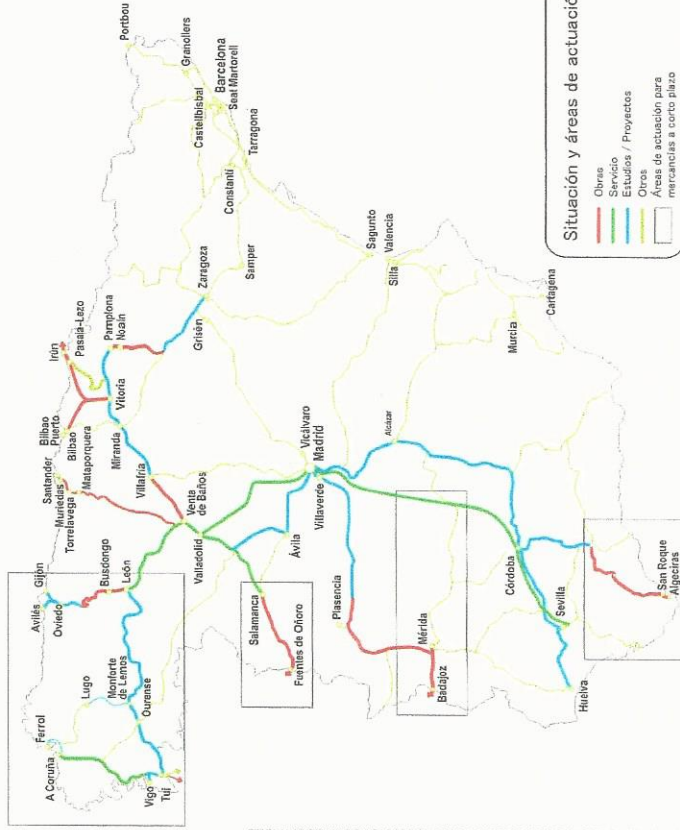 Portbou
Granollers
Barcelona
Seat Martorell
Castellbisbal
Tarragona
Constantí
Samper
Zaragoza
Grisén
Sagunto
Valencia
Silla
Cartagena
Murcia
Irún
Pasaia-Lezo
Pamplona
Noain
Bilbao
Puerto
Bilbao
Vitoria
Miranda
Santander
Muriedas
Torrelavega
Mataporquera
Villafría
Venta
de Baños
Valladolid
Vicálvaro
Madrid
Villaverde
Alcázar
Ávila
Gijón
Avilés
Oviedo
Busdongo
León
Ferrol
A Coruña
Lugo
Monforte
de Lemos
Ourense
Vigo
Tuí
Salamanca
Fuentes de Oñoro
Plasencia
Mérida
Badajoz
Córdoba
Sevilla
Huelva
San Roque
Algeciras
Situación y áreas de actuació
Obras
Servicio
Estudios / Proyectos
Otros
Áreas de actuación para
mercancías a corto plazo